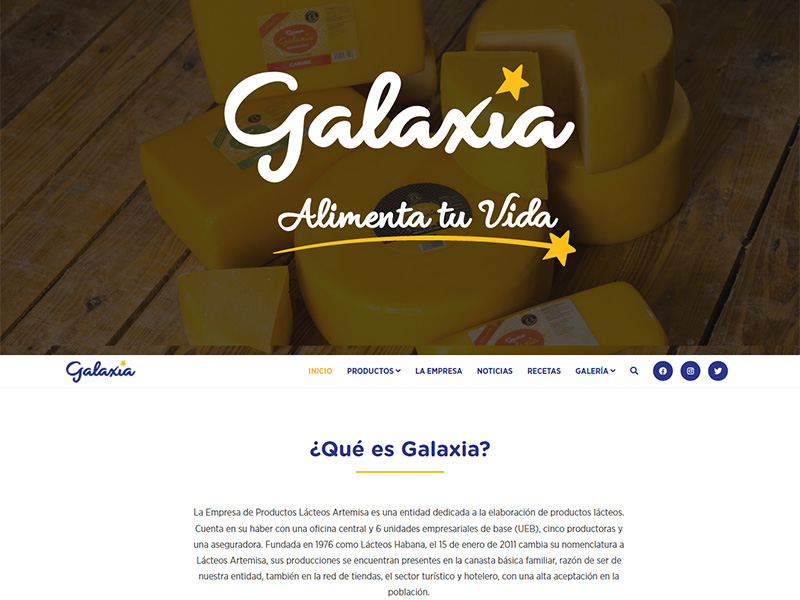 Galaxia
Alimenta tu Vida
Galaxia
INICIO PRODUCTOS LA EMPRESA NOTICIAS RECETAS GALERÍA
¿Qué es Galaxia?
La Empresa de Productos Lácteos Artemisa es una entidad dedicada a la elaboración de productos lácteos.
Cuenta en su haber con una oficina central y 6 unidades empresariales de base (UEB), cinco productoras y
una aseguradora. Fundada en 1976 como Lácteos Habana, el 15 de enero de 2011 cambia su nomenclatura a
Lácteos Artemisa, sus producciones se encuentran presentes en la canasta básica familiar, razón de ser de
nuestra entidad, también en la red de tiendas, el sector turístico y hotelero, con una alta aceptación en la
población.